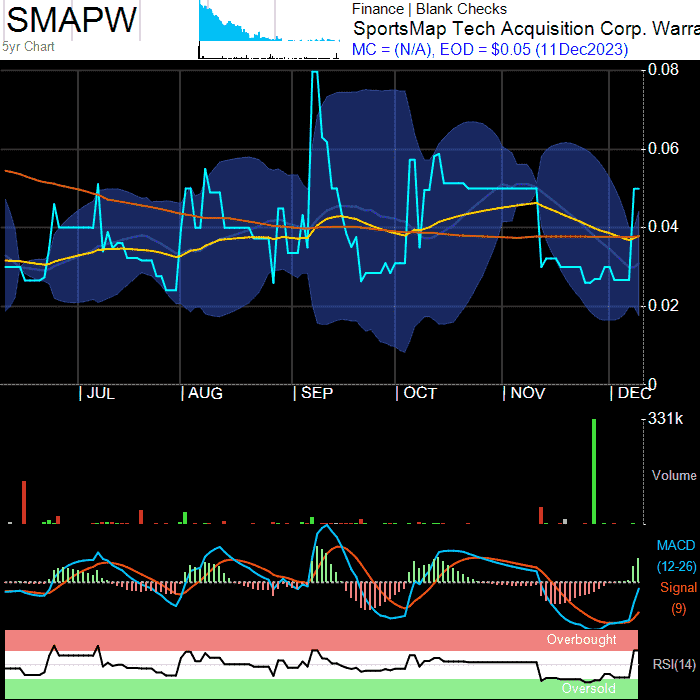 SMAPW
5yr Chart
Finance | Blank Checks
SportsMap Tech Acquisition Corp. Warra
MC = (N/A), EOD = $0.05 (11Dec2023)
0.08
0.06
0.04
0.02
0
JUL
AUG
SEP
OCT
NOV
DEC
331k
Volume
MACD
(12-26)
Signal
(9)
Overbought
RSI(14)
Oversold